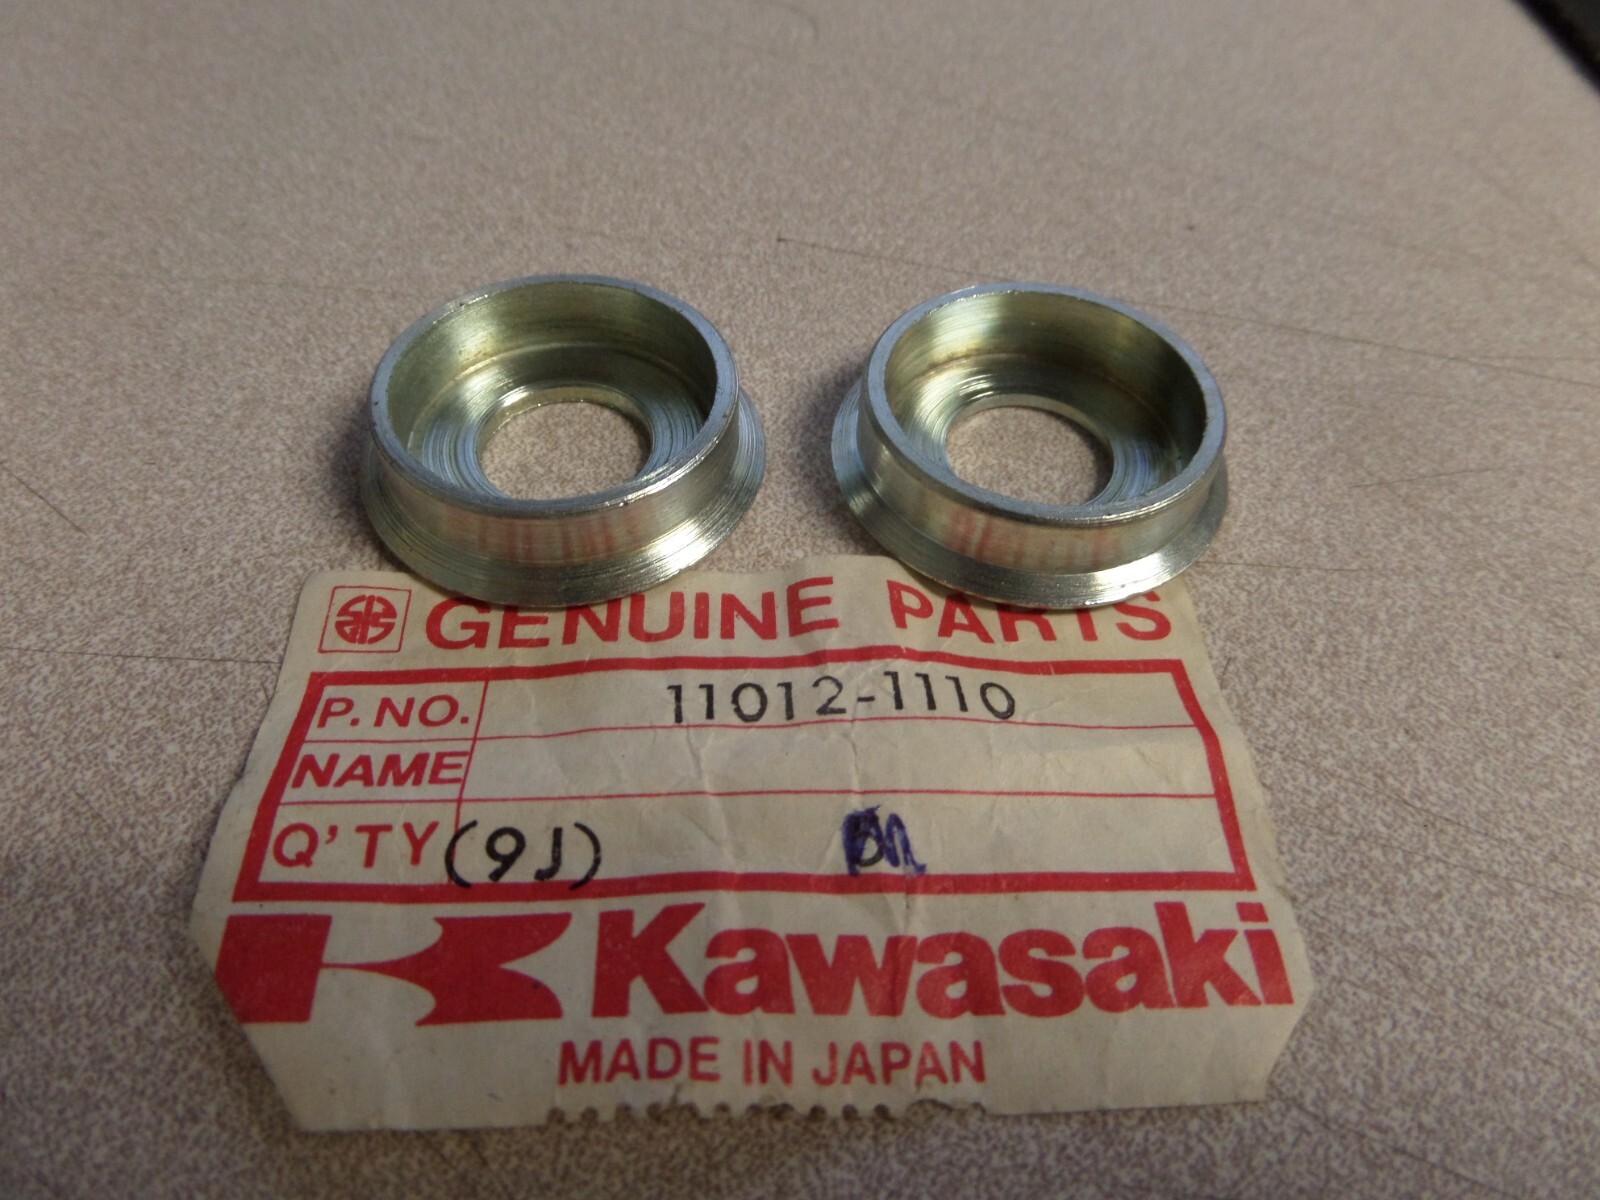 GENUINE PARTS
P. NO. 11012-1110
NAME
Q'TY (9J)
Kawasaki
MADE IN JAPAN